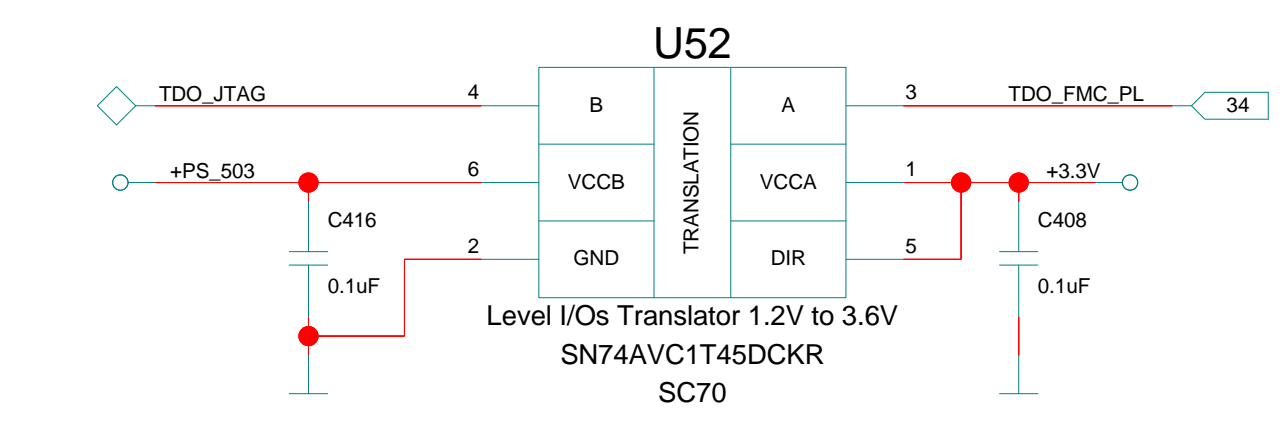 U52
TDO_JTAG 4 B A 3 TDO_FMC_PL 34
TRANSLATION
+PS_503 6 VCCB VCCA 1 +3.3V
C416 C408
2 GND DIR 5
0.1uF 0.1uF
Level I/Os Translator 1.2V to 3.6V
SN74AVC1T45DCKR
SC70